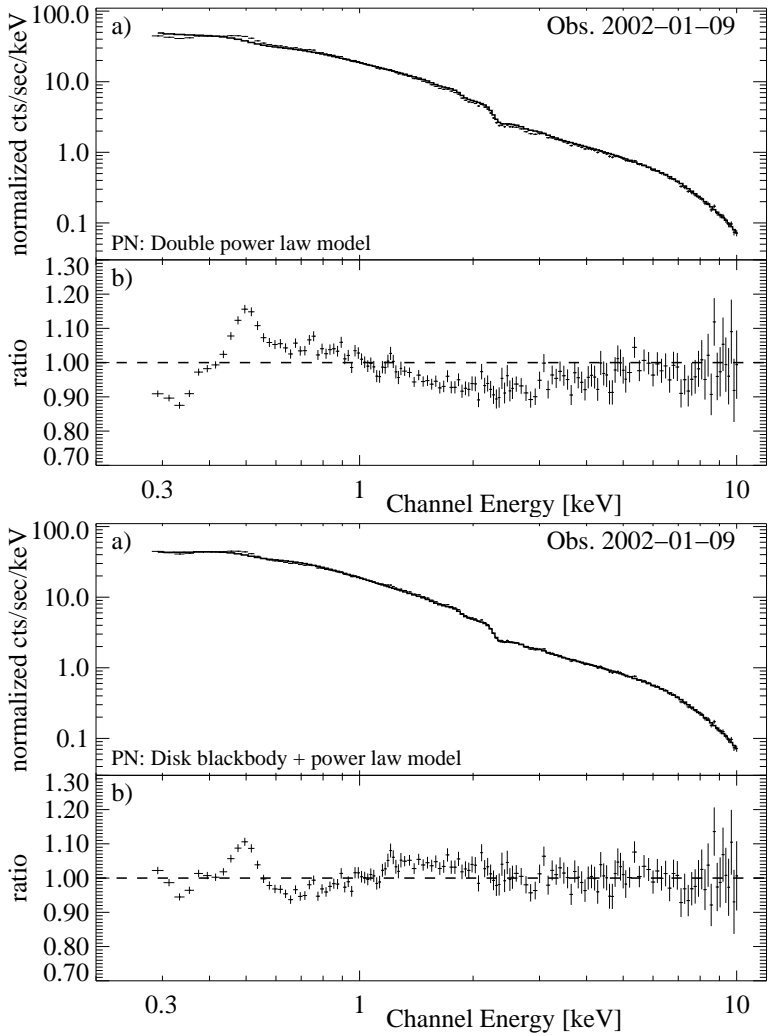 a)
Obs. 2002−01−09
100.0
10.0
1.0
0.1
normalized cts/sec/keV
PN: Double power law model
b)
1.30
1.20
1.10
1.00
0.90
0.80
0.70
ratio
0.3
1
10
Channel Energy [keV]
a)
Obs. 2002−01−09
100.0
10.0
1.0
0.1
normalized cts/sec/keV
PN: Disk blackbody + power law model
b)
1.30
1.20
1.10
1.00
0.90
0.80
0.70
ratio
0.3
1
10
Channel Energy [keV]